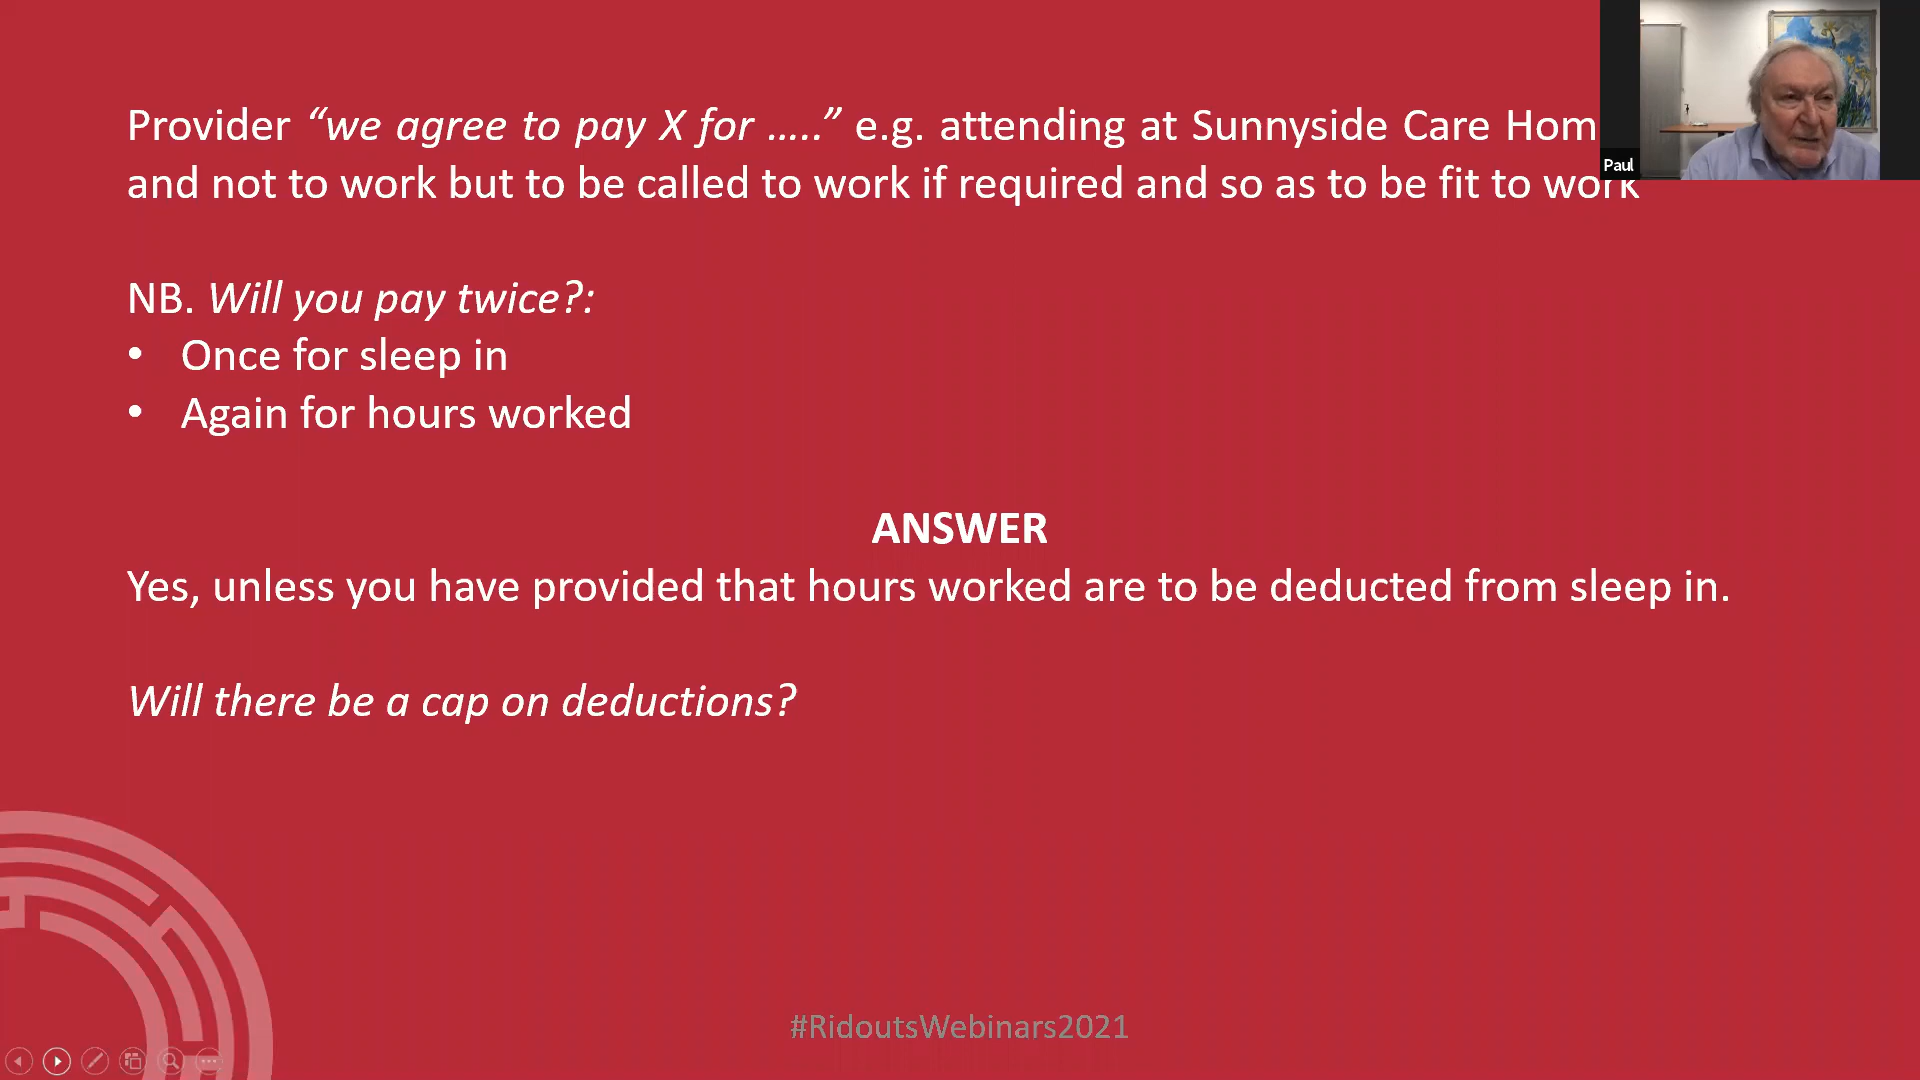 Provider “we agree to pay X for …..” e.g. attending at Sunnyside Care Hom
and not to work but to be called to work if required and so as to be fit to work
Paul
NB. Will you pay twice?:
• Once for sleep in
• Again for hours worked
ANSWER
Yes, unless you have provided that hours worked are to be deducted from sleep in.
Will there be a cap on deductions?
#RidoutsWebinars2021